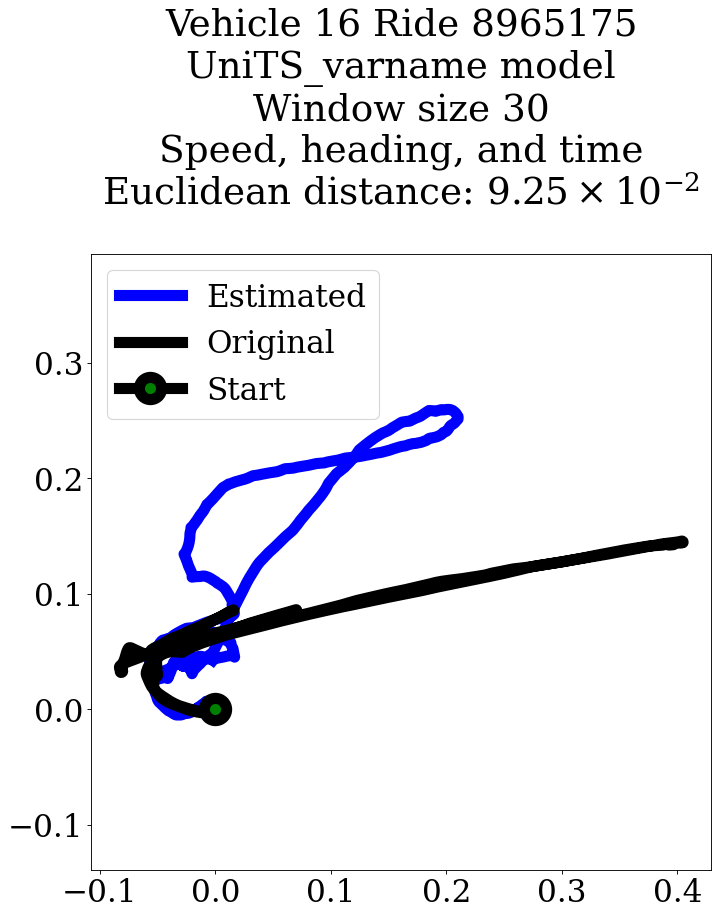 Vehicle 16 Ride 8965175
UniTS_varname model
Window size 30
Speed, heading, and time
Euclidean distance: 9.25 × 10⁻²
Estimated
Original
Start
0.3
0.2
0.1
0.0
−0.1
−0.1 0.0 0.1 0.2 0.3 0.4